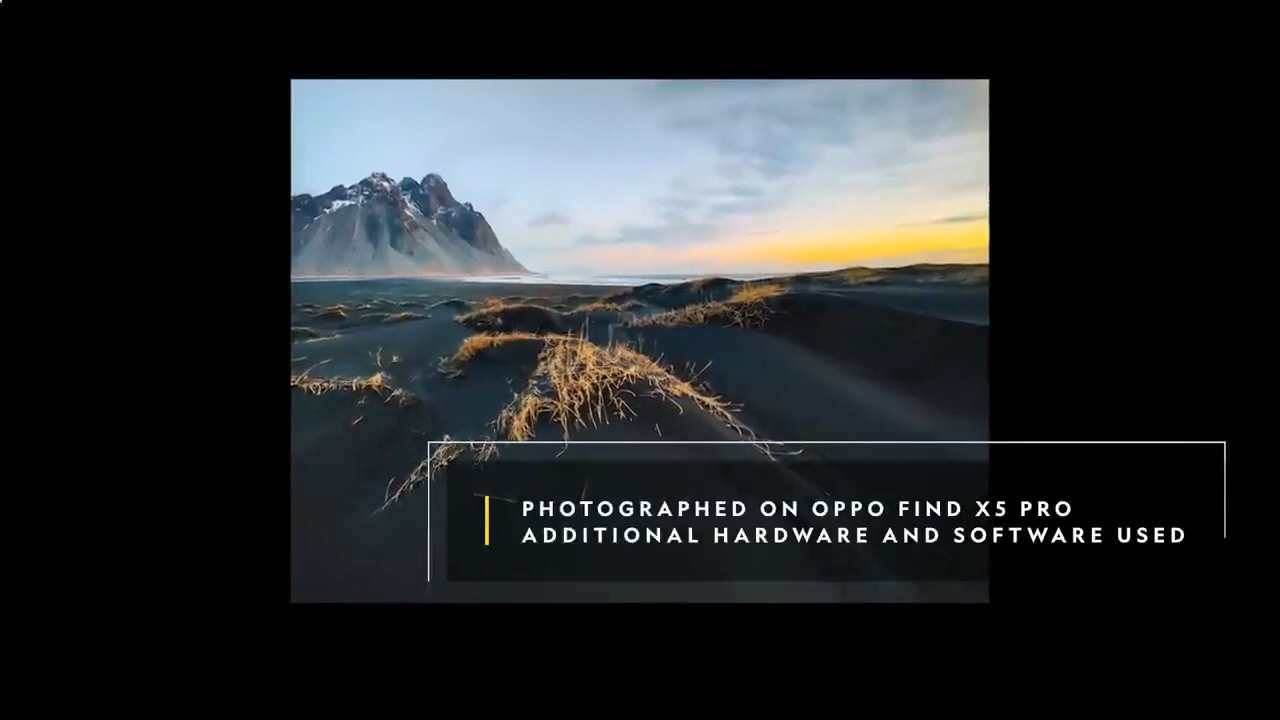 PHOTOGRAPHED ON OPPO FIND X5 PRO
ADDITIONAL HARDWARE AND SOFTWARE USED